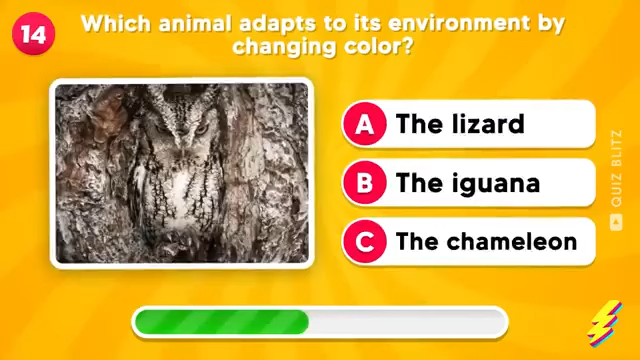 14
Which animal adapts to its environment by
changing color?
A The lizard
B The iguana
C The chameleon
QUIZ BLITZ